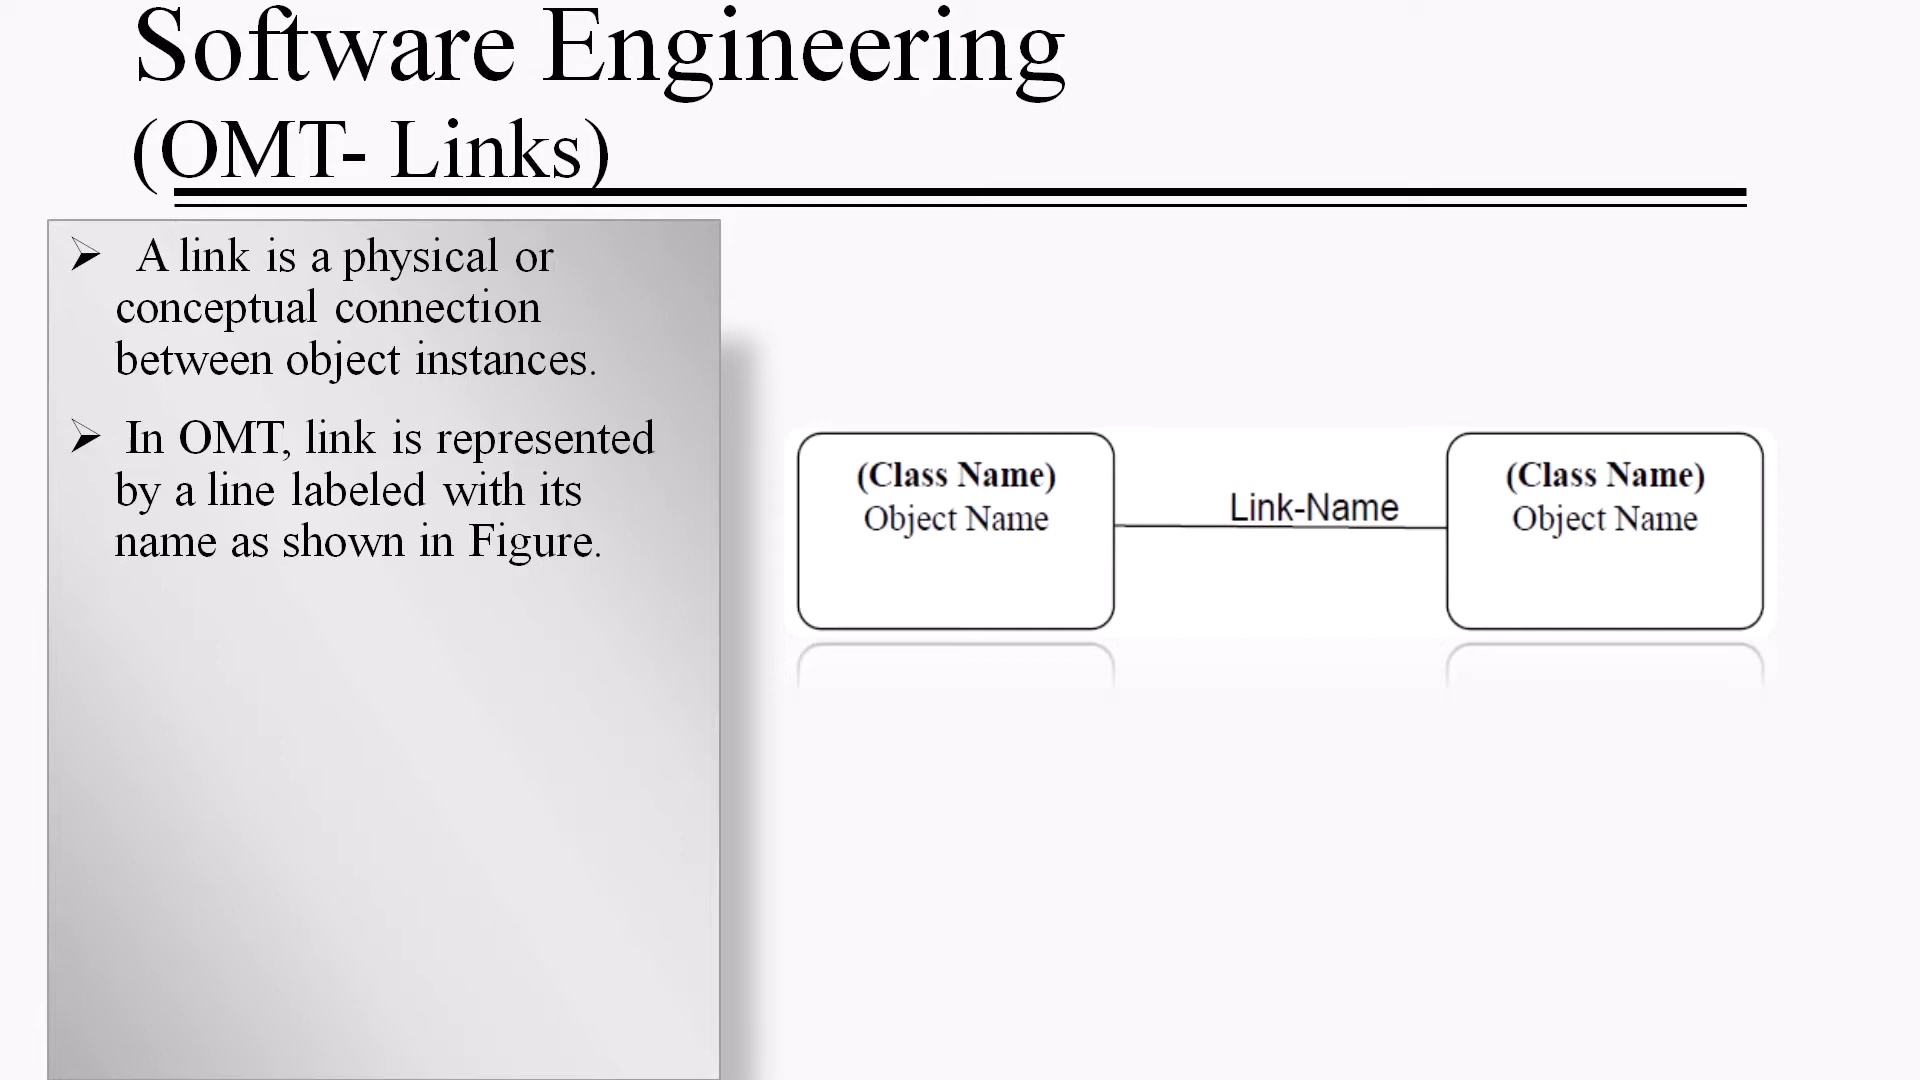 Software Engineering
(OMT- Links)
➢ A link is a physical or
conceptual connection
between object instances.
➢ In OMT, link is represented
by a line labeled with its
name as shown in Figure.
(Class Name)
Object Name
Link-Name
(Class Name)
Object Name